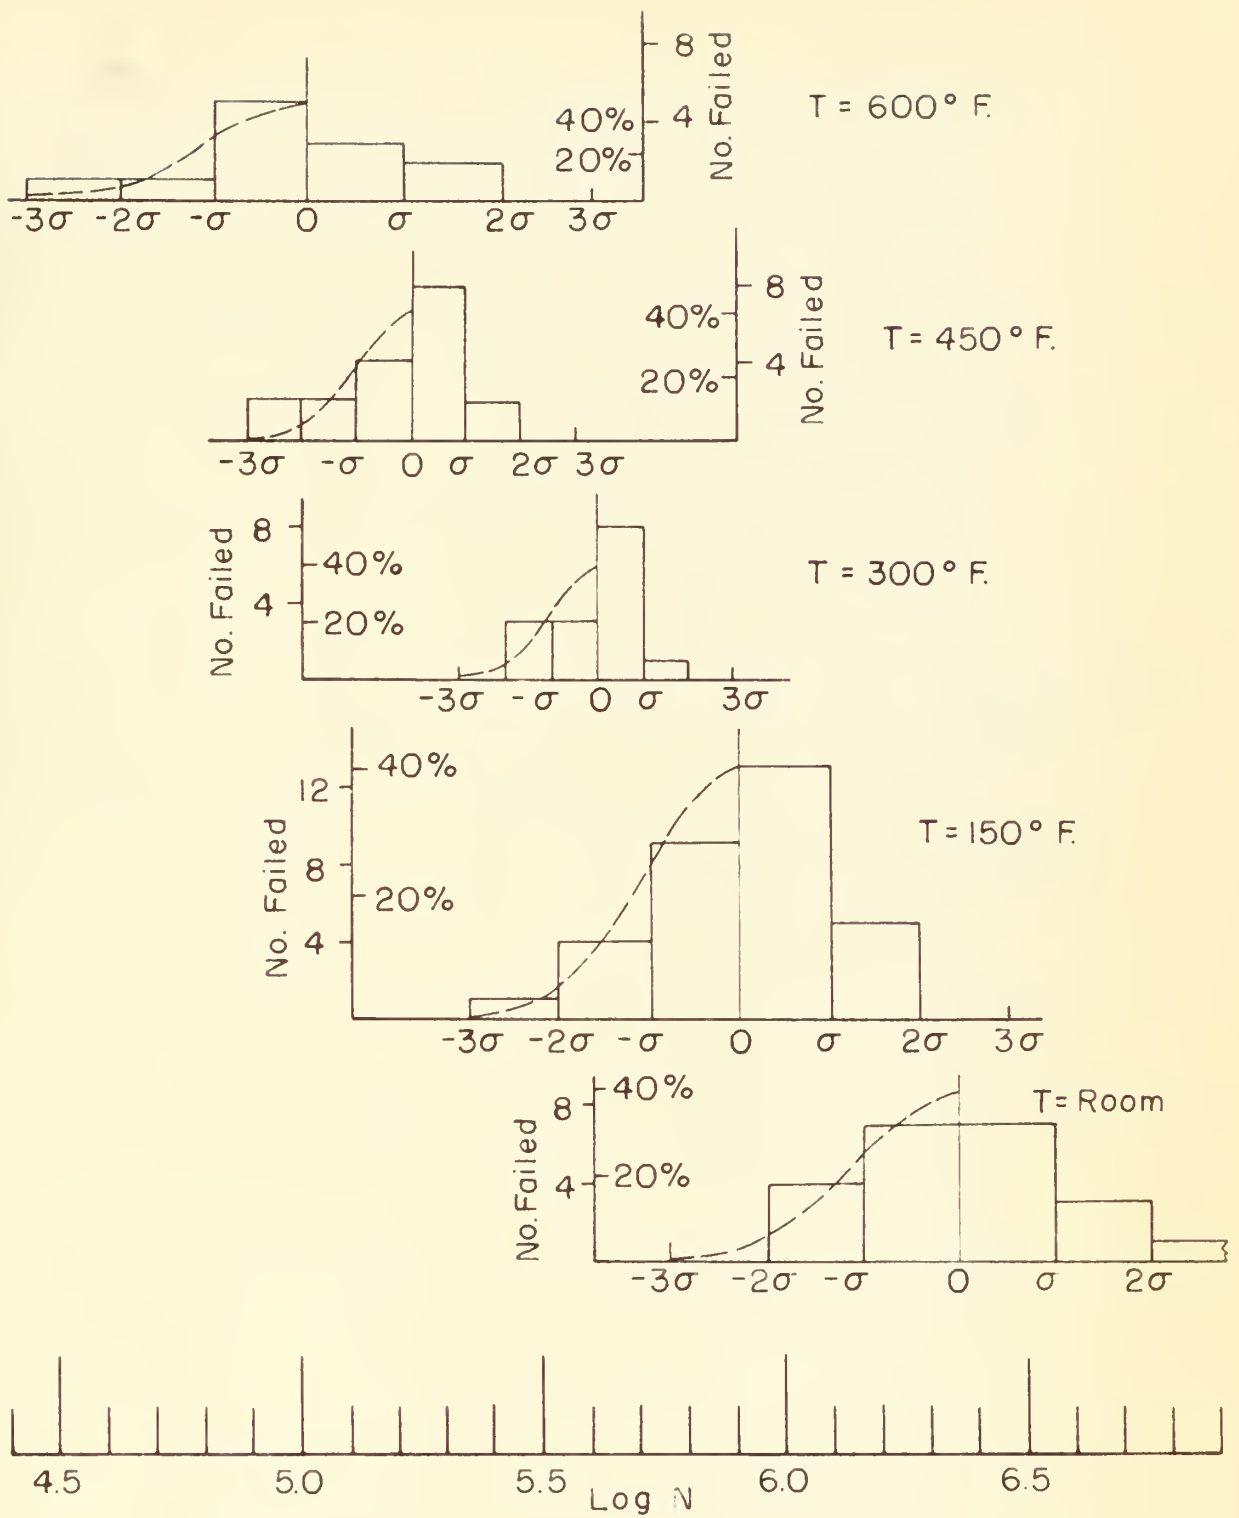 8
40% 4
20%
No. Failed
T = 600° F.
-3σ -2σ -σ 0 σ 2σ 3σ
8
40%
4
20%
No. Failed
T = 450° F.
-3σ -σ 0 σ 2σ 3σ
No. Failed
8
40%
4
20%
T = 300° F.
-3σ -σ 0 σ 3σ
No. Failed
40%
12
8
20%
4
T = 150° F.
-3σ -2σ -σ 0 σ 2σ 3σ
No. Failed
40%
8
20%
4
T = Room
-3σ -2σ -σ 0 σ 2σ
4.5 5.0 5.5 6.0 6.5
Log N